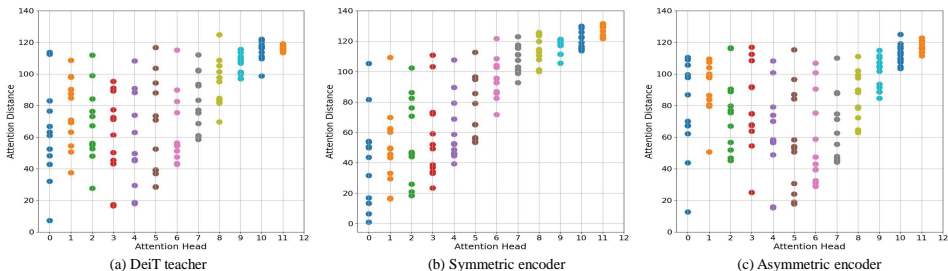 140
120
100
80
60
40
20
0
Attention Distance
0 1 2 3 4 5 6 7 8 9 10 11 12
Attention Head
(a) DeiT teacher
140
120
100
80
60
40
20
0
Attention Distance
0 1 2 3 4 5 6 7 8 9 10 11 12
Attention Head
(b) Symmetric encoder
140
120
100
80
60
40
20
0
Attention Distance
0 1 2 3 4 5 6 7 8 9 10 11 12
Attention Head
(c) Asymmetric encoder